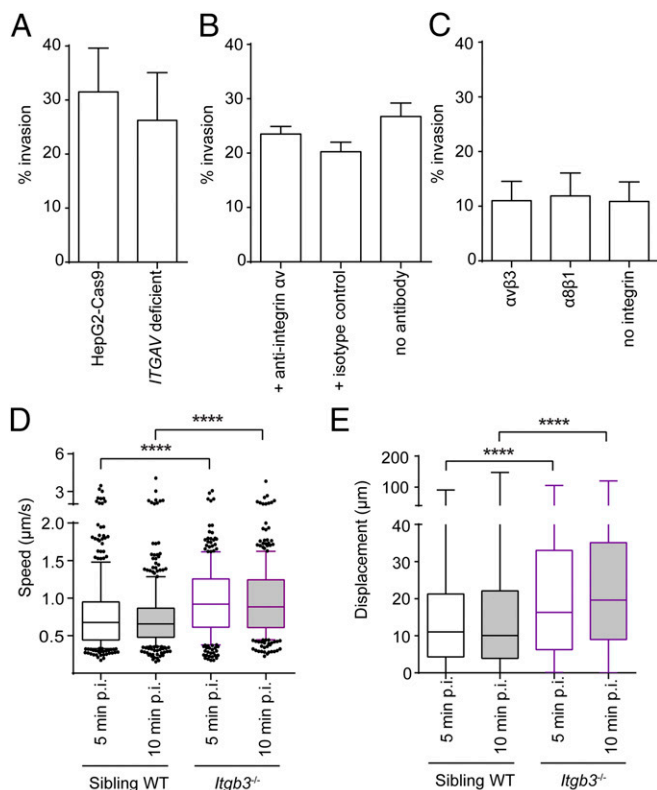 A
40
30
20
10
0
% invasion
HepG2-Cas9
ITGAV deficient
B
40
30
20
10
0
% invasion
+ anti-integrin αv
+ isotype control
no antibody
C
40
30
20
10
0
% invasion
αvβ3
α8β1
no integrin
D
****
****
6
3
2.0
1.5
1.0
0.5
Speed (μm/s)
5 min p.i.
10 min p.i.
5 min p.i.
10 min p.i.
Sibling WT
Itgb3-/-
E
****
****
200
100
40
30
20
10
0
Displacement (μm)
5 min p.i.
10 min p.i.
5 min p.i.
10 min p.i.
Sibling WT
Itgb3-/-